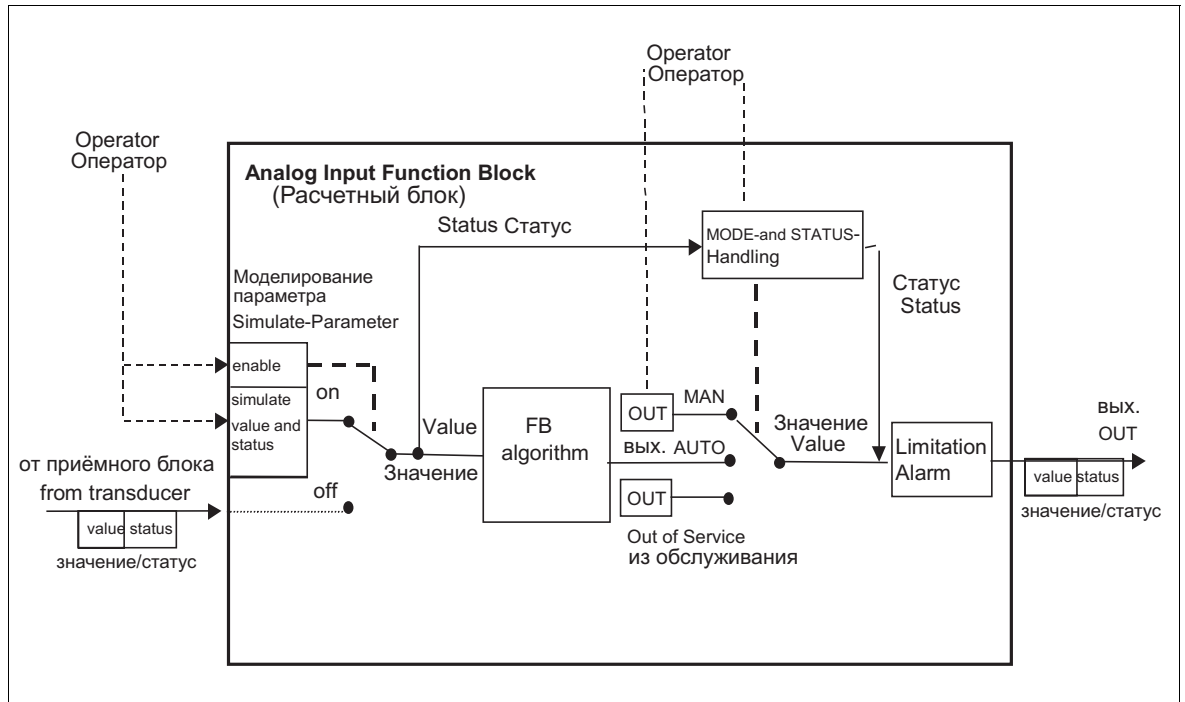 Operator
Оператор
Operator
Оператор
Analog Input Function Block
(Расчетный блок)
Status Статус
MODE-and STATUS-
Handling
Статус
Status
Моделирование
параметра
Simulate-Parameter
enable
simulate
value and
status
on
off
Value
Значение
FB
algorithm
OUT
MAN
вых. AUTO
OUT
Out of Service
из обслуживания
Значение
Value
Limitation
Alarm
вых.
OUT
value status
значение/статус
от приёмного блока
from transducer
value status
значение/статус